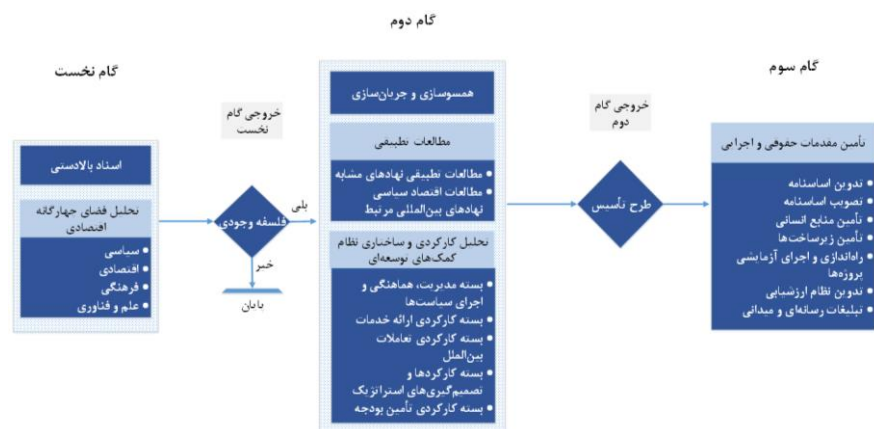 گام نخست
اسناد بالادستی
تحلیل فضای چهارگانه
اقتصادی
• سیاسی
• اقتصادی
• فرهنگی
• علم و فناوری
خروجی گام
نخست
فلسفه وجودی
بلی
خیر
پایان
گام دوم
همسوسازی و جریان‌سازی
مطالعات تطبیقی
• مطالعات تطبیقی نهادهای مشابه
• مطالعات اقتصاد سیاسی
نهادهای بین‌المللی مرتبط
تحلیل کارکردی و ساختاری نظام
کمک‌های توسعه‌ای
• بسته مدیریت، هماهنگی و
اجرای سیاست‌ها
• بسته کارکردی ارائه خدمات
• بسته کارکردی تعاملات
بین‌الملل
• بسته کارکردها و
تصمیم‌گیری‌های استراتژیک
• بسته کارکردی تأمین بودجه
خروجی گام
دوم
طرح تأسیس
گام سوم
تأمین مقدمات حقوقی و اجرایی
• تدوین اساسنامه
• تصویب اساسنامه
• تأمین منابع انسانی
• تأمین زیرساخت‌ها
• راه‌اندازی و اجرای آزمایشی
پروژه‌ها
• تدوین نظام ارزشیابی
• تبلیغات رسانه‌ای و میدانی